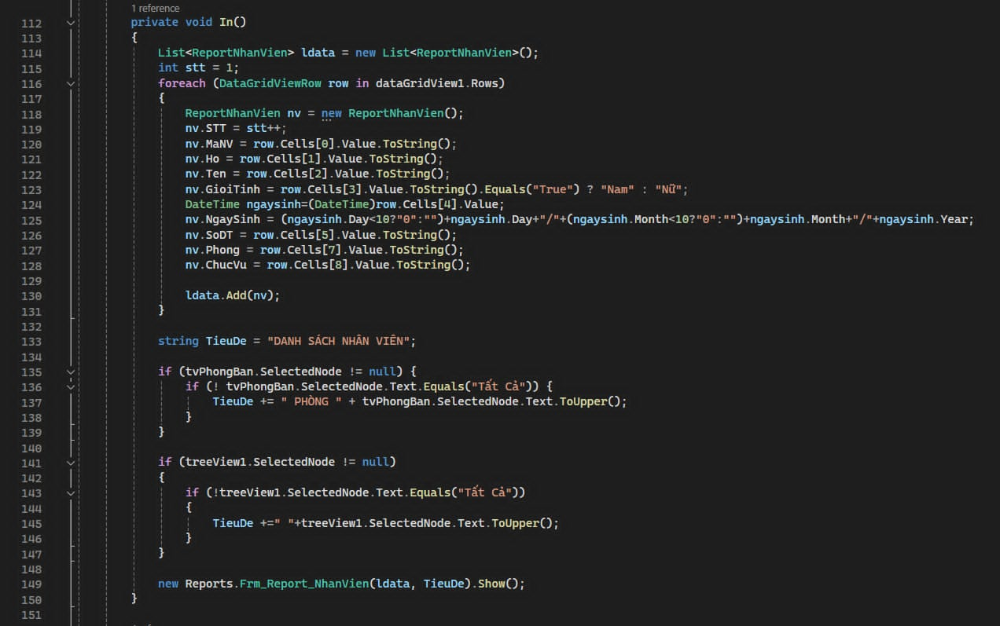 1 reference
112 private void In()
113 {
114 List<ReportNhanVien> ldata = new List<ReportNhanVien>();
115 int stt = 1;
116 foreach (DataGridViewRow row in dataGridView1.Rows)
117 {
118 ReportNhanVien nv = new ReportNhanVien();
119 nv.STT = stt++;
120 nv.MaNV = row.Cells[0].Value.ToString();
121 nv.Ho = row.Cells[1].Value.ToString();
122 nv.Ten = row.Cells[2].Value.ToString();
123 nv.GioiTinh = row.Cells[3].Value.ToString().Equals("True") ? "Nam" : "Nữ";
124 DateTime ngaysinh=(DateTime)row.Cells[4].Value;
125 nv.NgaySinh = (ngaysinh.Day<10?"0":"")+ngaysinh.Day+"/"+(ngaysinh.Month<10?"0":"")+ngaysinh.Month+"/"+ngaysinh.Year;
126 nv.SoDT = row.Cells[5].Value.ToString();
127 nv.Phong = row.Cells[7].Value.ToString();
128 nv.ChucVu = row.Cells[8].Value.ToString();
129
130 ldata.Add(nv);
131 }
132
133 string TieuDe = "DANH SÁCH NHÂN VIÊN";
134
135 if (tvPhongBan.SelectedNode != null) {
136 if (! tvPhongBan.SelectedNode.Text.Equals("Tất Cả")) {
137 TieuDe += " PHÒNG " + tvPhongBan.SelectedNode.Text.ToUpper();
138 }
139 }
140
141 if (treeView1.SelectedNode != null)
142 {
143 if (!treeView1.SelectedNode.Text.Equals("Tất Cả"))
144 {
145 TieuDe +=" "+treeView1.SelectedNode.Text.ToUpper();
146 }
147 }
148
149 new Reports.Frm_Report_NhanVien(ldata, TieuDe).Show();
150 }
151